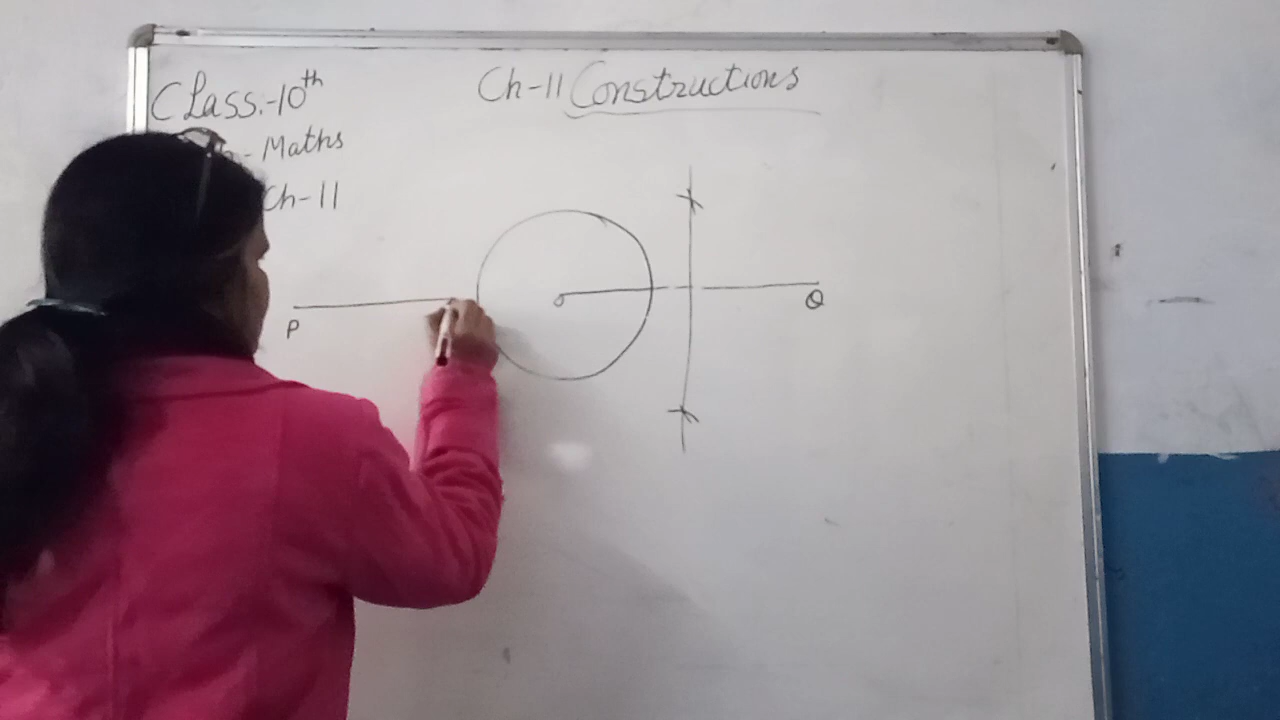 Class:-10th
Ch-11 Constructions
- Maths
Ch-11
P
O
Q